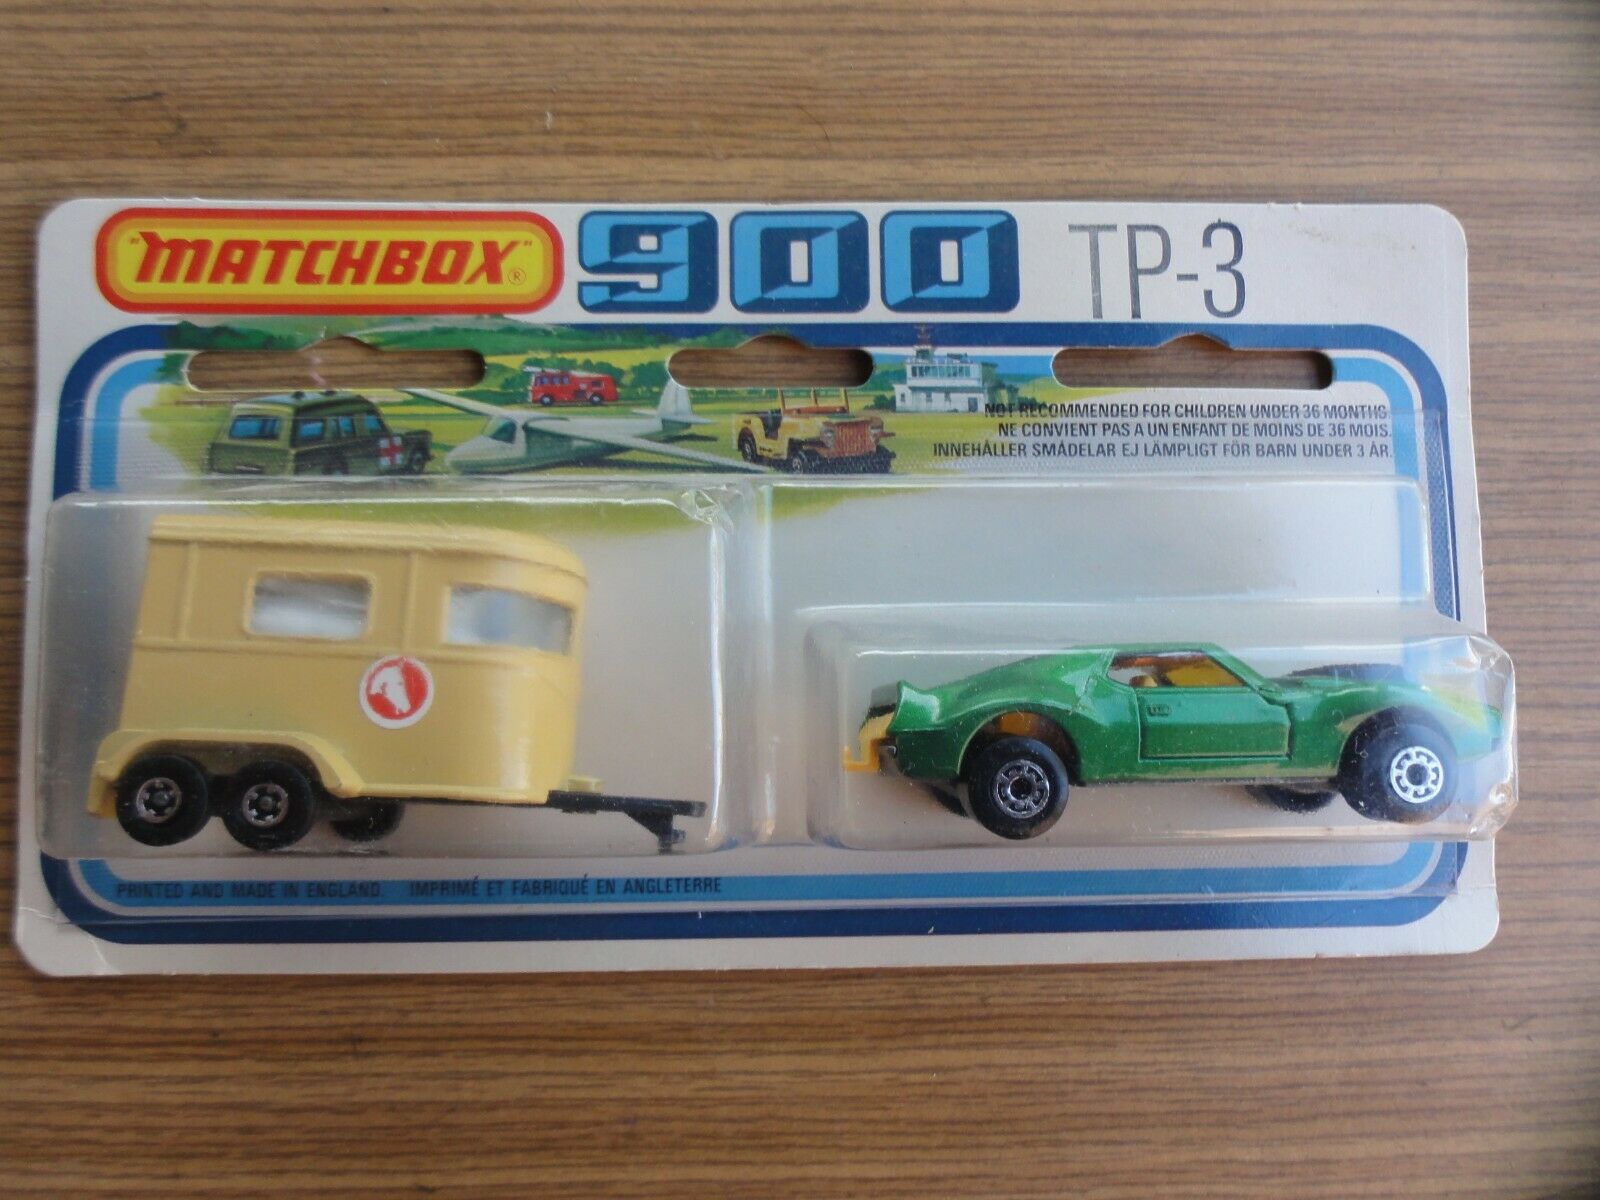 "MATCHBOX"®
900
TP-3
NOT RECOMMENDED FOR CHILDREN UNDER 36 MONTHS.
NE CONVIENT PAS A UN ENFANT DE MOINS DE 36 MOIS.
INNEHÅLLER SMÅDELAR EJ LÄMPLIGT FÖR BARN UNDER 3 ÅR.
PRINTED AND MADE IN ENGLAND. IMPRIMÉ ET FABRIQUÉ EN ANGLETERRE